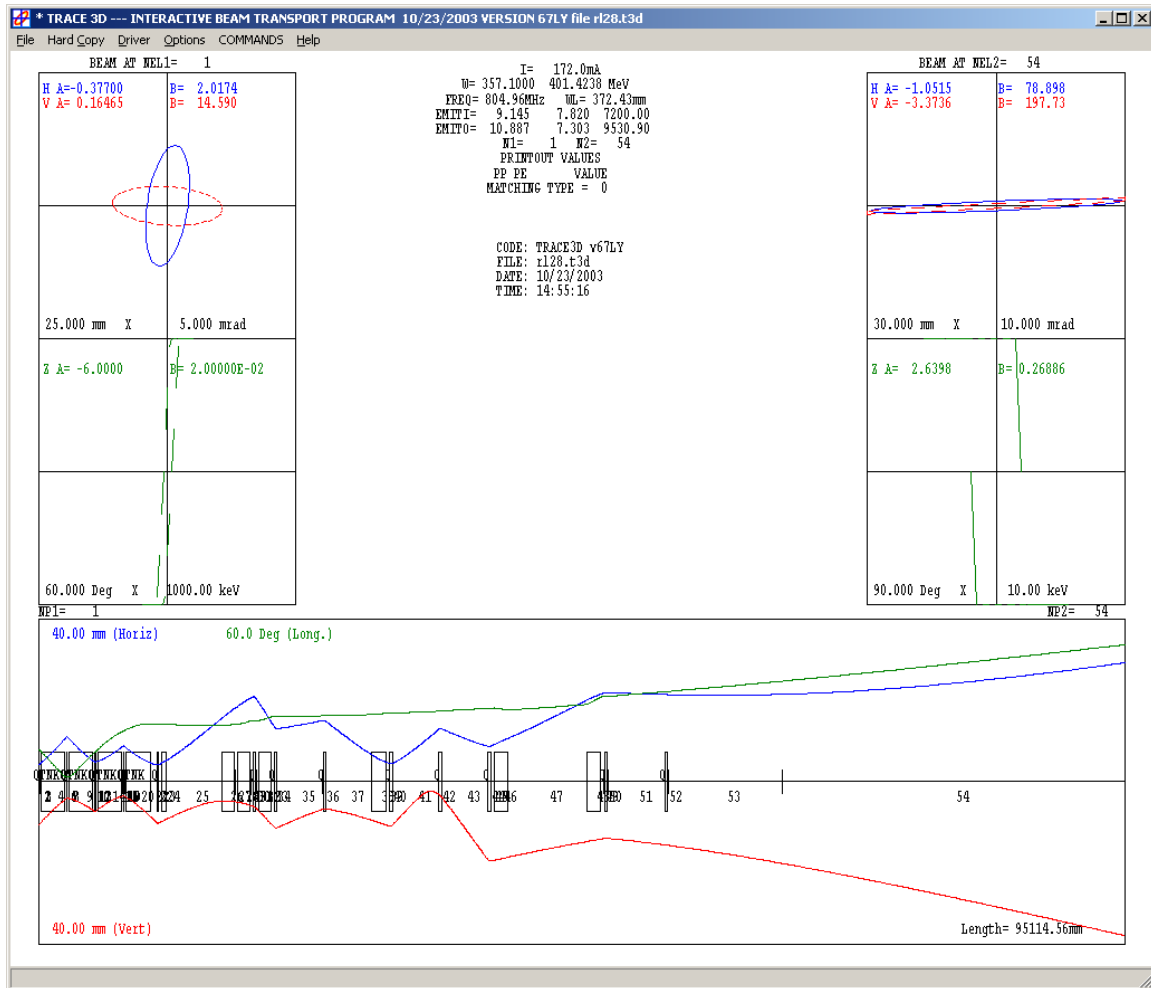 * TRACE 3D --- INTERACTIVE BEAM TRANSPORT PROGRAM 10/23/2003 VERSION 67LY file rl28.t3d
File Hard Copy Driver Options COMMANDS Help
BEAM AT NEL1= 1
H A=-0.37700 B= 2.0174
V A= 0.16465 B= 14.590
25.000 mm X 5.000 mrad
Z A= -6.0000 B= 2.00000E-02
60.000 Deg X 1000.00 keV
NP1= 1
I= 172.0mA
W= 357.1000 401.4238 MeV
FREQ= 804.96MHz WL= 372.43mm
EMITI= 9.145 7.820 7200.00
EMITO= 10.887 7.303 9530.90
N1= 1 N2= 54
PRINTOUT VALUES
PP PE VALUE
MATCHING TYPE = 0
CODE: TRACE3D v67LY
FILE: rl28.t3d
DATE: 10/23/2003
TIME: 14:55:16
BEAM AT NEL2= 54
H A=-1.0515 B= 78.898
V A=-3.3736 B= 197.73
30.000 mm X 10.000 mrad
Z A= 2.6398 B= 0.26886
90.000 Deg X 10.00 keV
NP2= 54
40.00 mm (Horiz) 60.0 Deg (Long.)
25 35 36 37 41 42 43 47 51 52 53 54
40.00 mm (Vert) Length= 95114.56mm